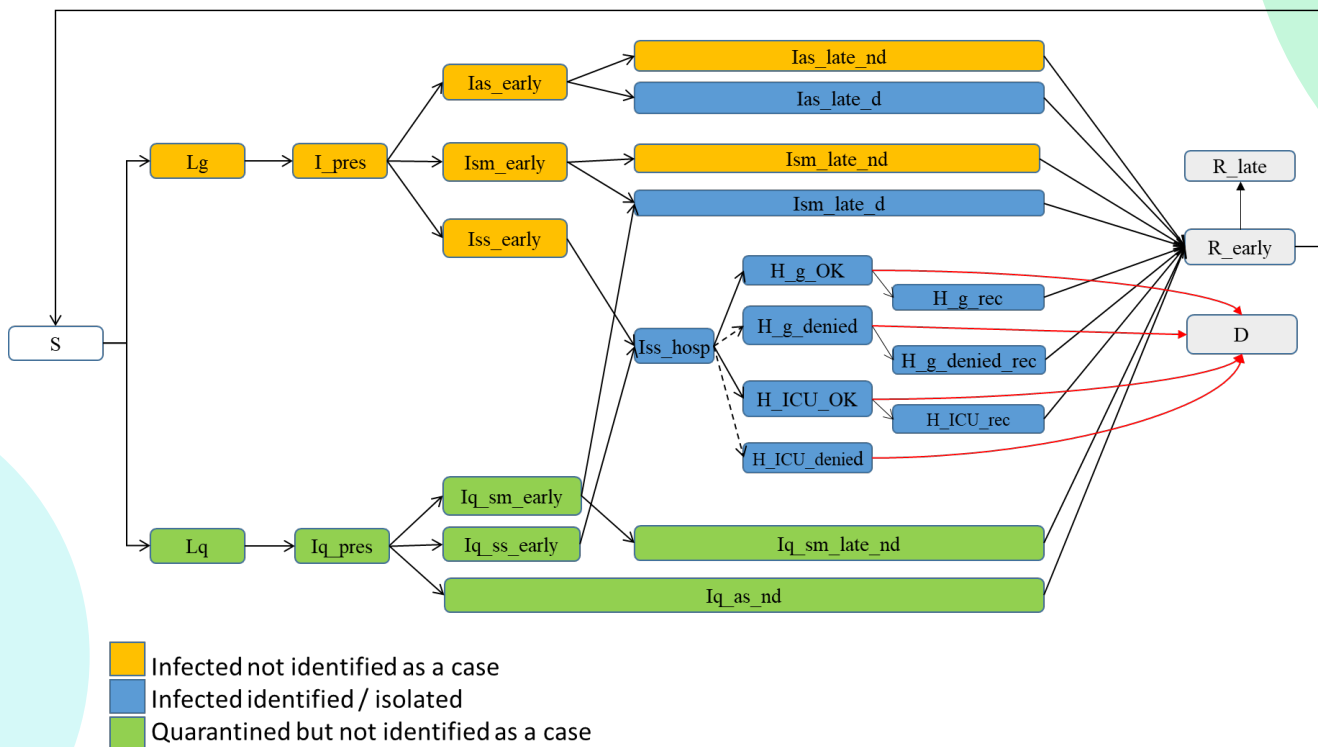 Ias_late_nd
Ias_early
Ias_late_d
Lg
I_pres
Ism_early
Ism_late_nd
R_late
Ism_late_d
Iss_early
R_early
H_g_OK
H_g_rec
S
Iss_hosp
H_g_denied
D
H_g_denied_rec
H_ICU_OK
H_ICU_rec
H_ICU_denied
Iq_sm_early
Lq
Iq_pres
Iq_ss_early
Iq_sm_late_nd
Iq_as_nd
Infected not identified as a case
Infected identified / isolated
Quarantined but not identified as a case